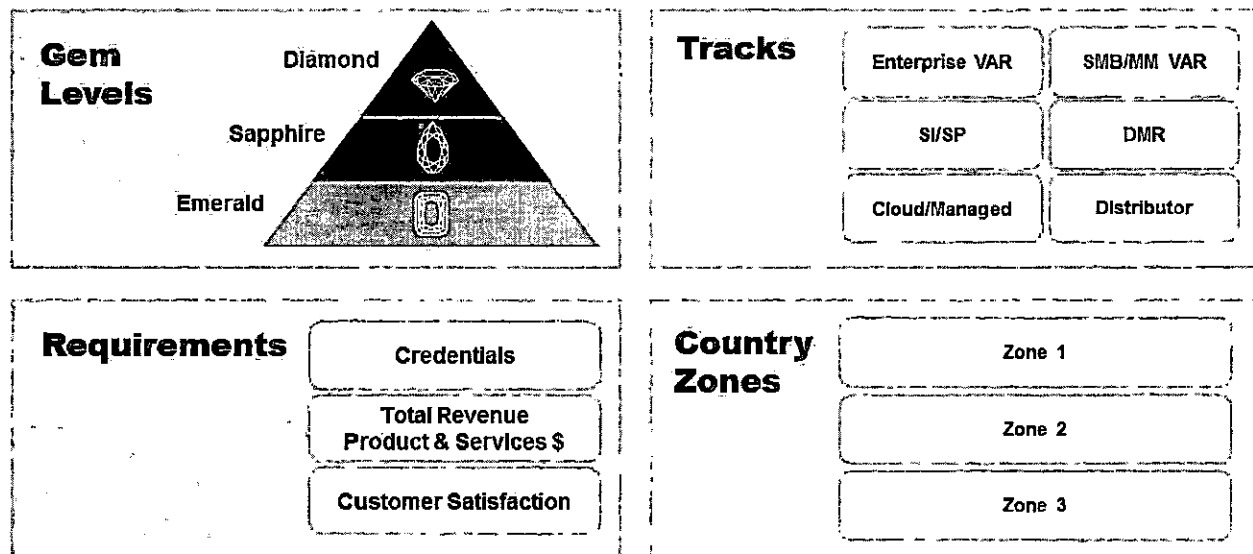 Gem
Levels
Diamond
Sapphire
Emerald
Tracks
Enterprise VAR
SMB/MM VAR
SI/SP
DMR
Cloud/Managed
Distributor
Requirements
Credentials
Total Revenue
Product & Services $
Customer Satisfaction
Country
Zones
Zone 1
Zone 2
Zone 3